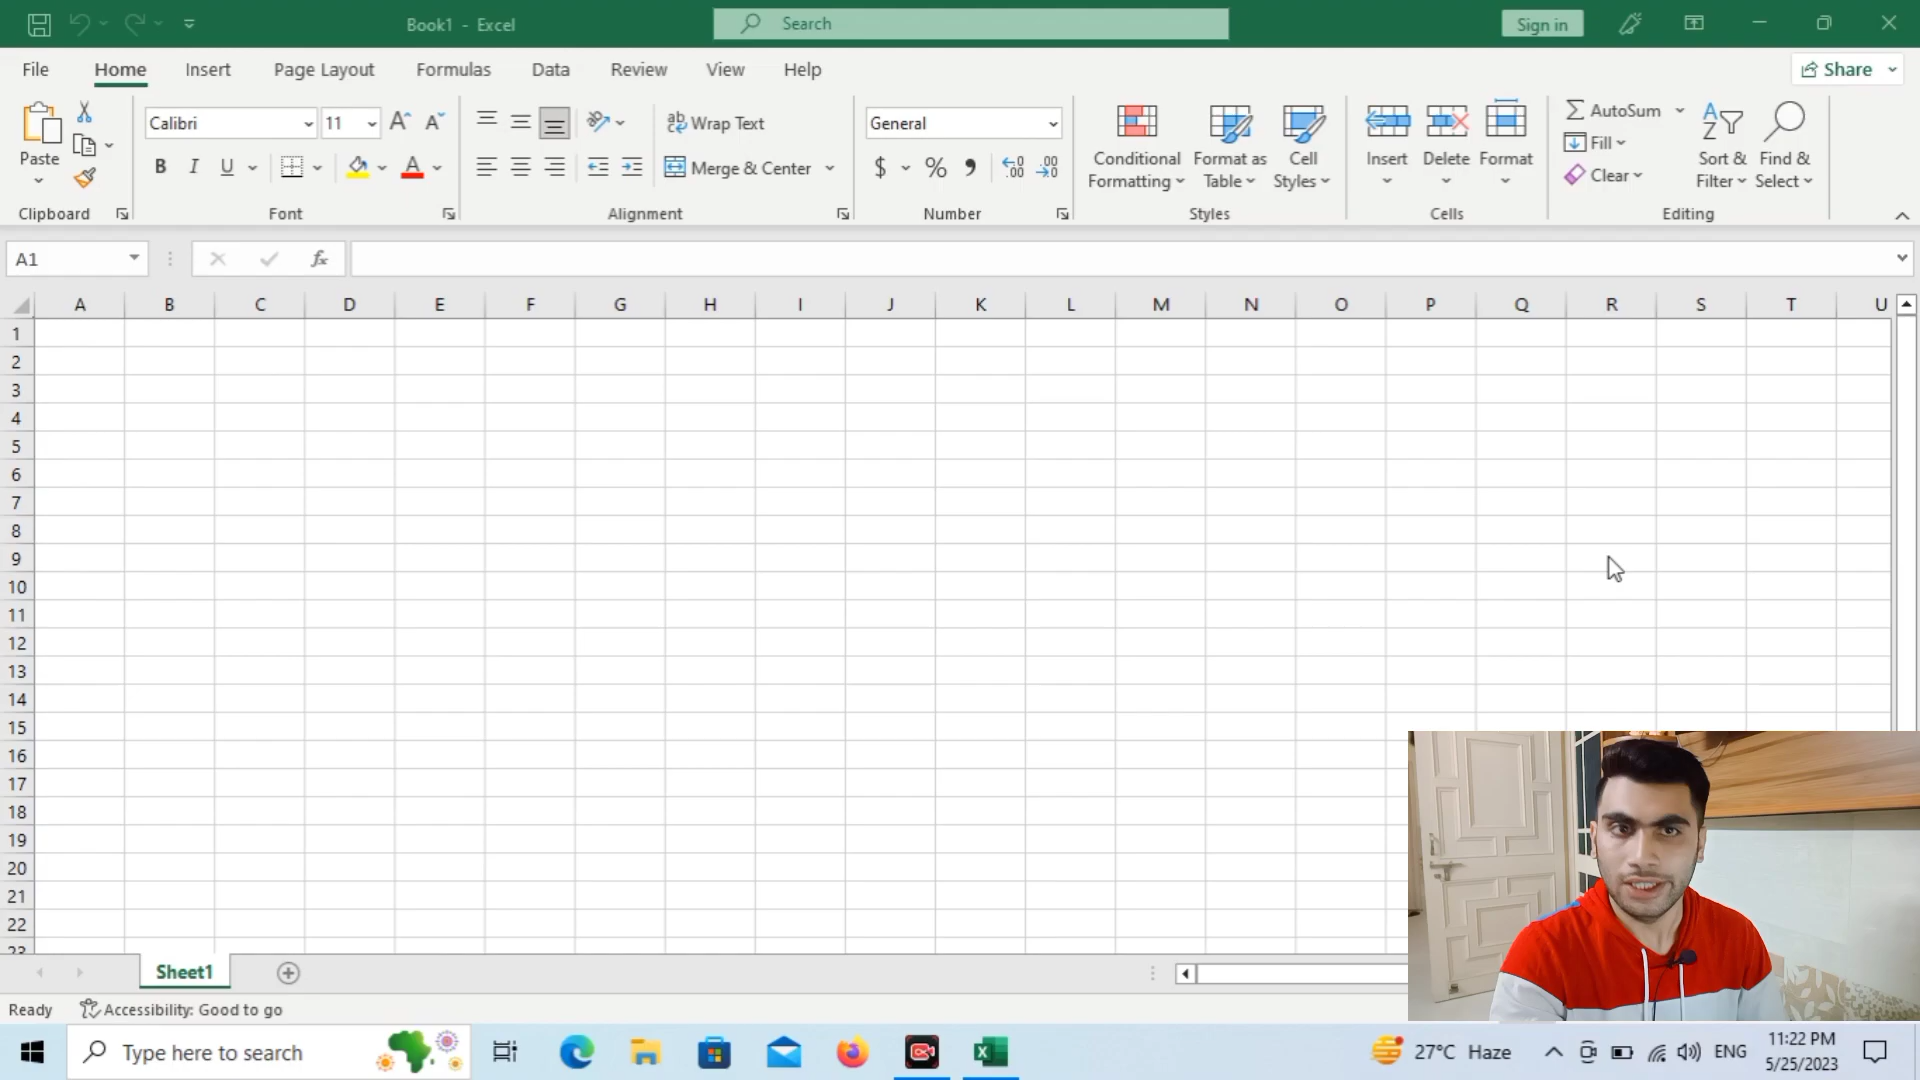 Book1 - Excel
Search
Sign in
File Home Insert Page Layout Formulas Data Review View Help
Share
Paste
Calibri 11
B I U A
ab Wrap Text
Merge & Center
General
$ % ,
Conditional Formatting
Format as Table
Cell Styles
Insert Delete Format
AutoSum
Fill
Clear
Sort & Filter
Find & Select
Clipboard Font Alignment Number Styles Cells Editing
A1 fx
A B C D E F G H I J K L M N O P Q R S T U
1
2
3
4
5
6
7
8
9
10
11
12
13
14
15
16
17
18
19
20
21
22
23
Sheet1
Ready Accessibility: Good to go
Type here to search
27°C Haze
ENG
11:22 PM
5/25/2023